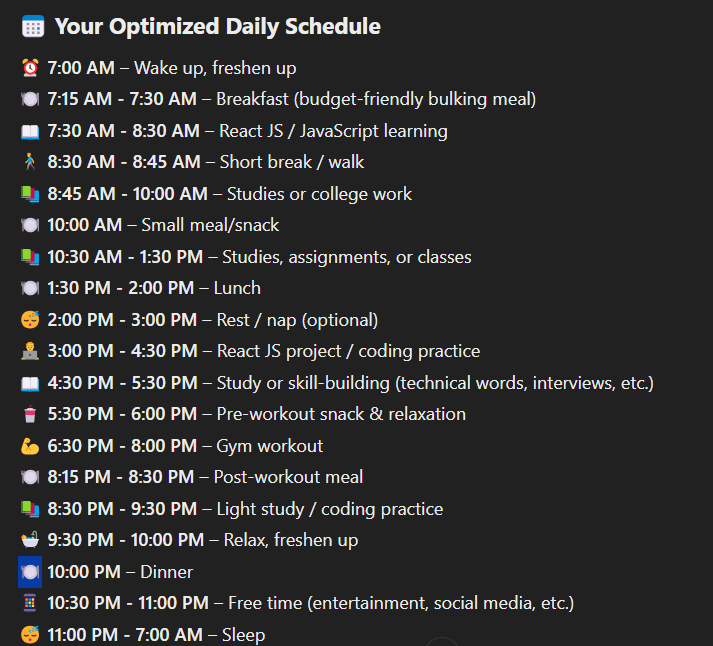 📅 Your Optimized Daily Schedule
⏰ 7:00 AM – Wake up, freshen up
🍽️ 7:15 AM - 7:30 AM – Breakfast (budget-friendly bulking meal)
📖 7:30 AM - 8:30 AM – React JS / JavaScript learning
🚶 8:30 AM - 8:45 AM – Short break / walk
📚 8:45 AM - 10:00 AM – Studies or college work
🍽️ 10:00 AM – Small meal/snack
📚 10:30 AM - 1:30 PM – Studies, assignments, or classes
🍽️ 1:30 PM - 2:00 PM – Lunch
😴 2:00 PM - 3:00 PM – Rest / nap (optional)
👨‍💻 3:00 PM - 4:30 PM – React JS project / coding practice
📖 4:30 PM - 5:30 PM – Study or skill-building (technical words, interviews, etc.)
🥤 5:30 PM - 6:00 PM – Pre-workout snack & relaxation
💪 6:30 PM - 8:00 PM – Gym workout
🍽️ 8:15 PM - 8:30 PM – Post-workout meal
📚 8:30 PM - 9:30 PM – Light study / coding practice
🛀 9:30 PM - 10:00 PM – Relax, freshen up
🍽️ 10:00 PM – Dinner
📱 10:30 PM - 11:00 PM – Free time (entertainment, social media, etc.)
😴 11:00 PM - 7:00 AM – Sleep